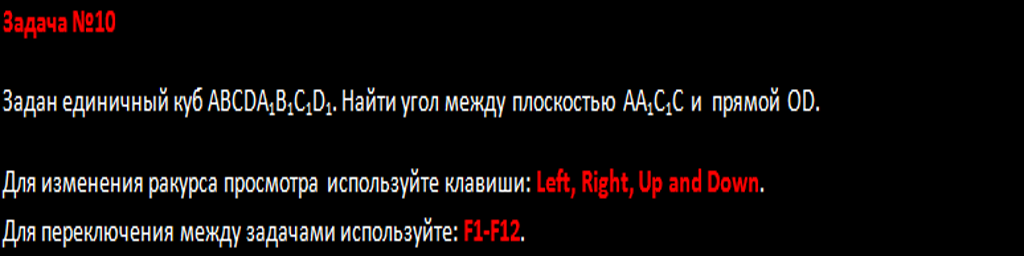 Задача №10
Задан единичный куб ABCDA₁B₁C₁D₁. Найти угол между плоскостью AA₁C₁C и прямой OD.
Для изменения ракурса просмотра используйте клавиши: Left, Right, Up and Down.
Для переключения между задачами используйте: F1-F12.